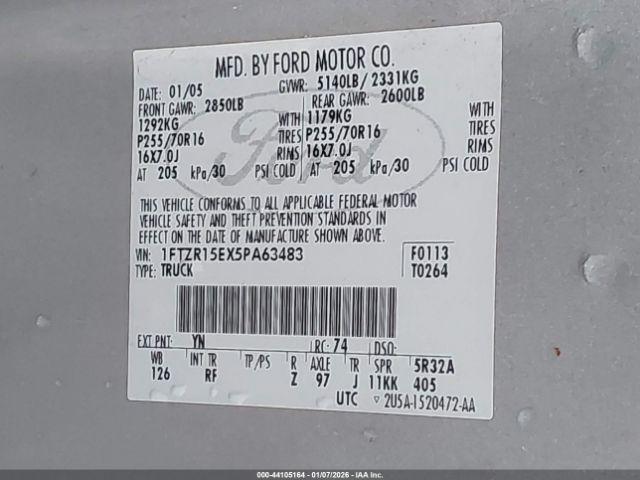 MFD. BY FORD MOTOR CO.
DATE: 01/05 GVWR: 5140LB/ 2331KG
FRONT GAWR: 2850LB REAR GAWR: 2600LB
1292KG WITH 1179KG WITH
P255/70R16 TIRES P255/70R16 TIRES
16X7.0J RIMS 16X7.0J RIMS
AT 205 kPa/30 PSI COLD AT 205 kPa/30 PSI COLD
Ford
THIS VEHICLE CONFORMS TO ALL APPLICABLE FEDERAL MOTOR
VEHICLE SAFETY AND THEFT PREVENTION STANDARDS IN
EFFECT ON THE DATE OF MANUFACTURE SHOWN ABOVE.
VIN: 1FTZR15EX5PA63483 F0113
TYPE: TRUCK T0264
EXT PNT: YN RC: 74 DSO:
WB INT TR TP/PS R AXLE TR SPR 5R32A
126 RF Z 97 J 11KK 405
UTC ▽ 2U5A-1520472-AA
000-44105164 - 01/07/2026 - IAA Inc.